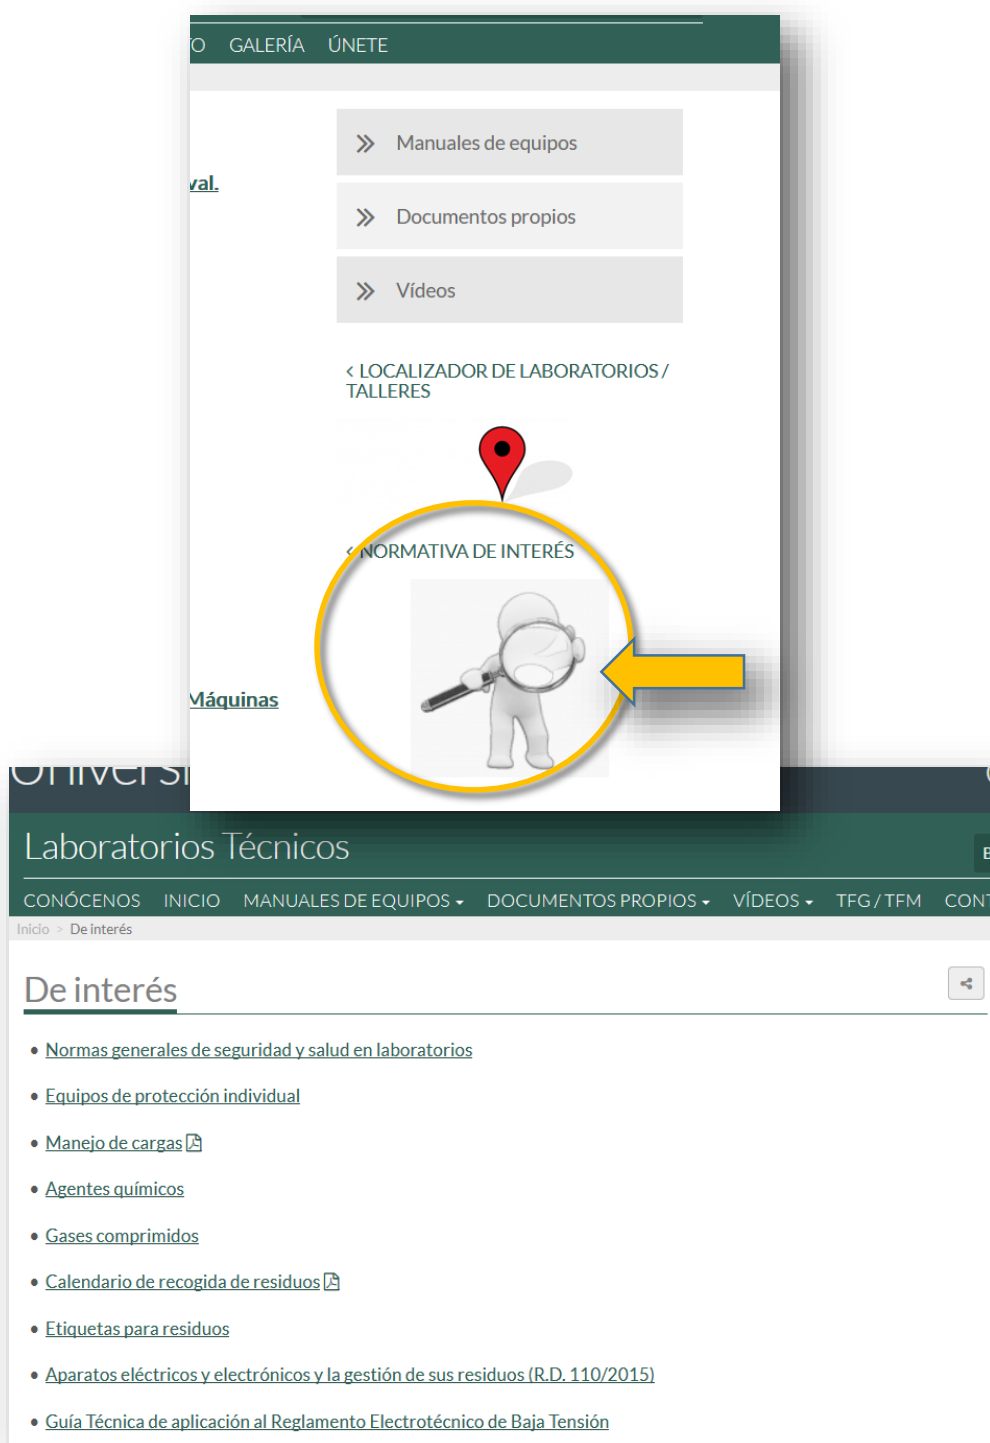 GALERÍA ÚNETE
Manuales de equipos
Documentos propios
Vídeos
< LOCALIZADOR DE LABORATORIOS /
TALLERES
< NORMATIVA DE INTERÉS
Máquinas
Laboratorios Técnicos
CONÓCENOS INICIO MANUALES DE EQUIPOS DOCUMENTOS PROPIOS VÍDEOS TFG / TFM
Inicio > De interés
De interés
• Normas generales de seguridad y salud en laboratorios
• Equipos de protección individual
• Manejo de cargas
• Agentes químicos
• Gases comprimidos
• Calendario de recogida de residuos
• Etiquetas para residuos
• Aparatos eléctricos y electrónicos y la gestión de sus residuos (R.D. 110/2015)
• Guía Técnica de aplicación al Reglamento Electrotécnico de Baja Tensión